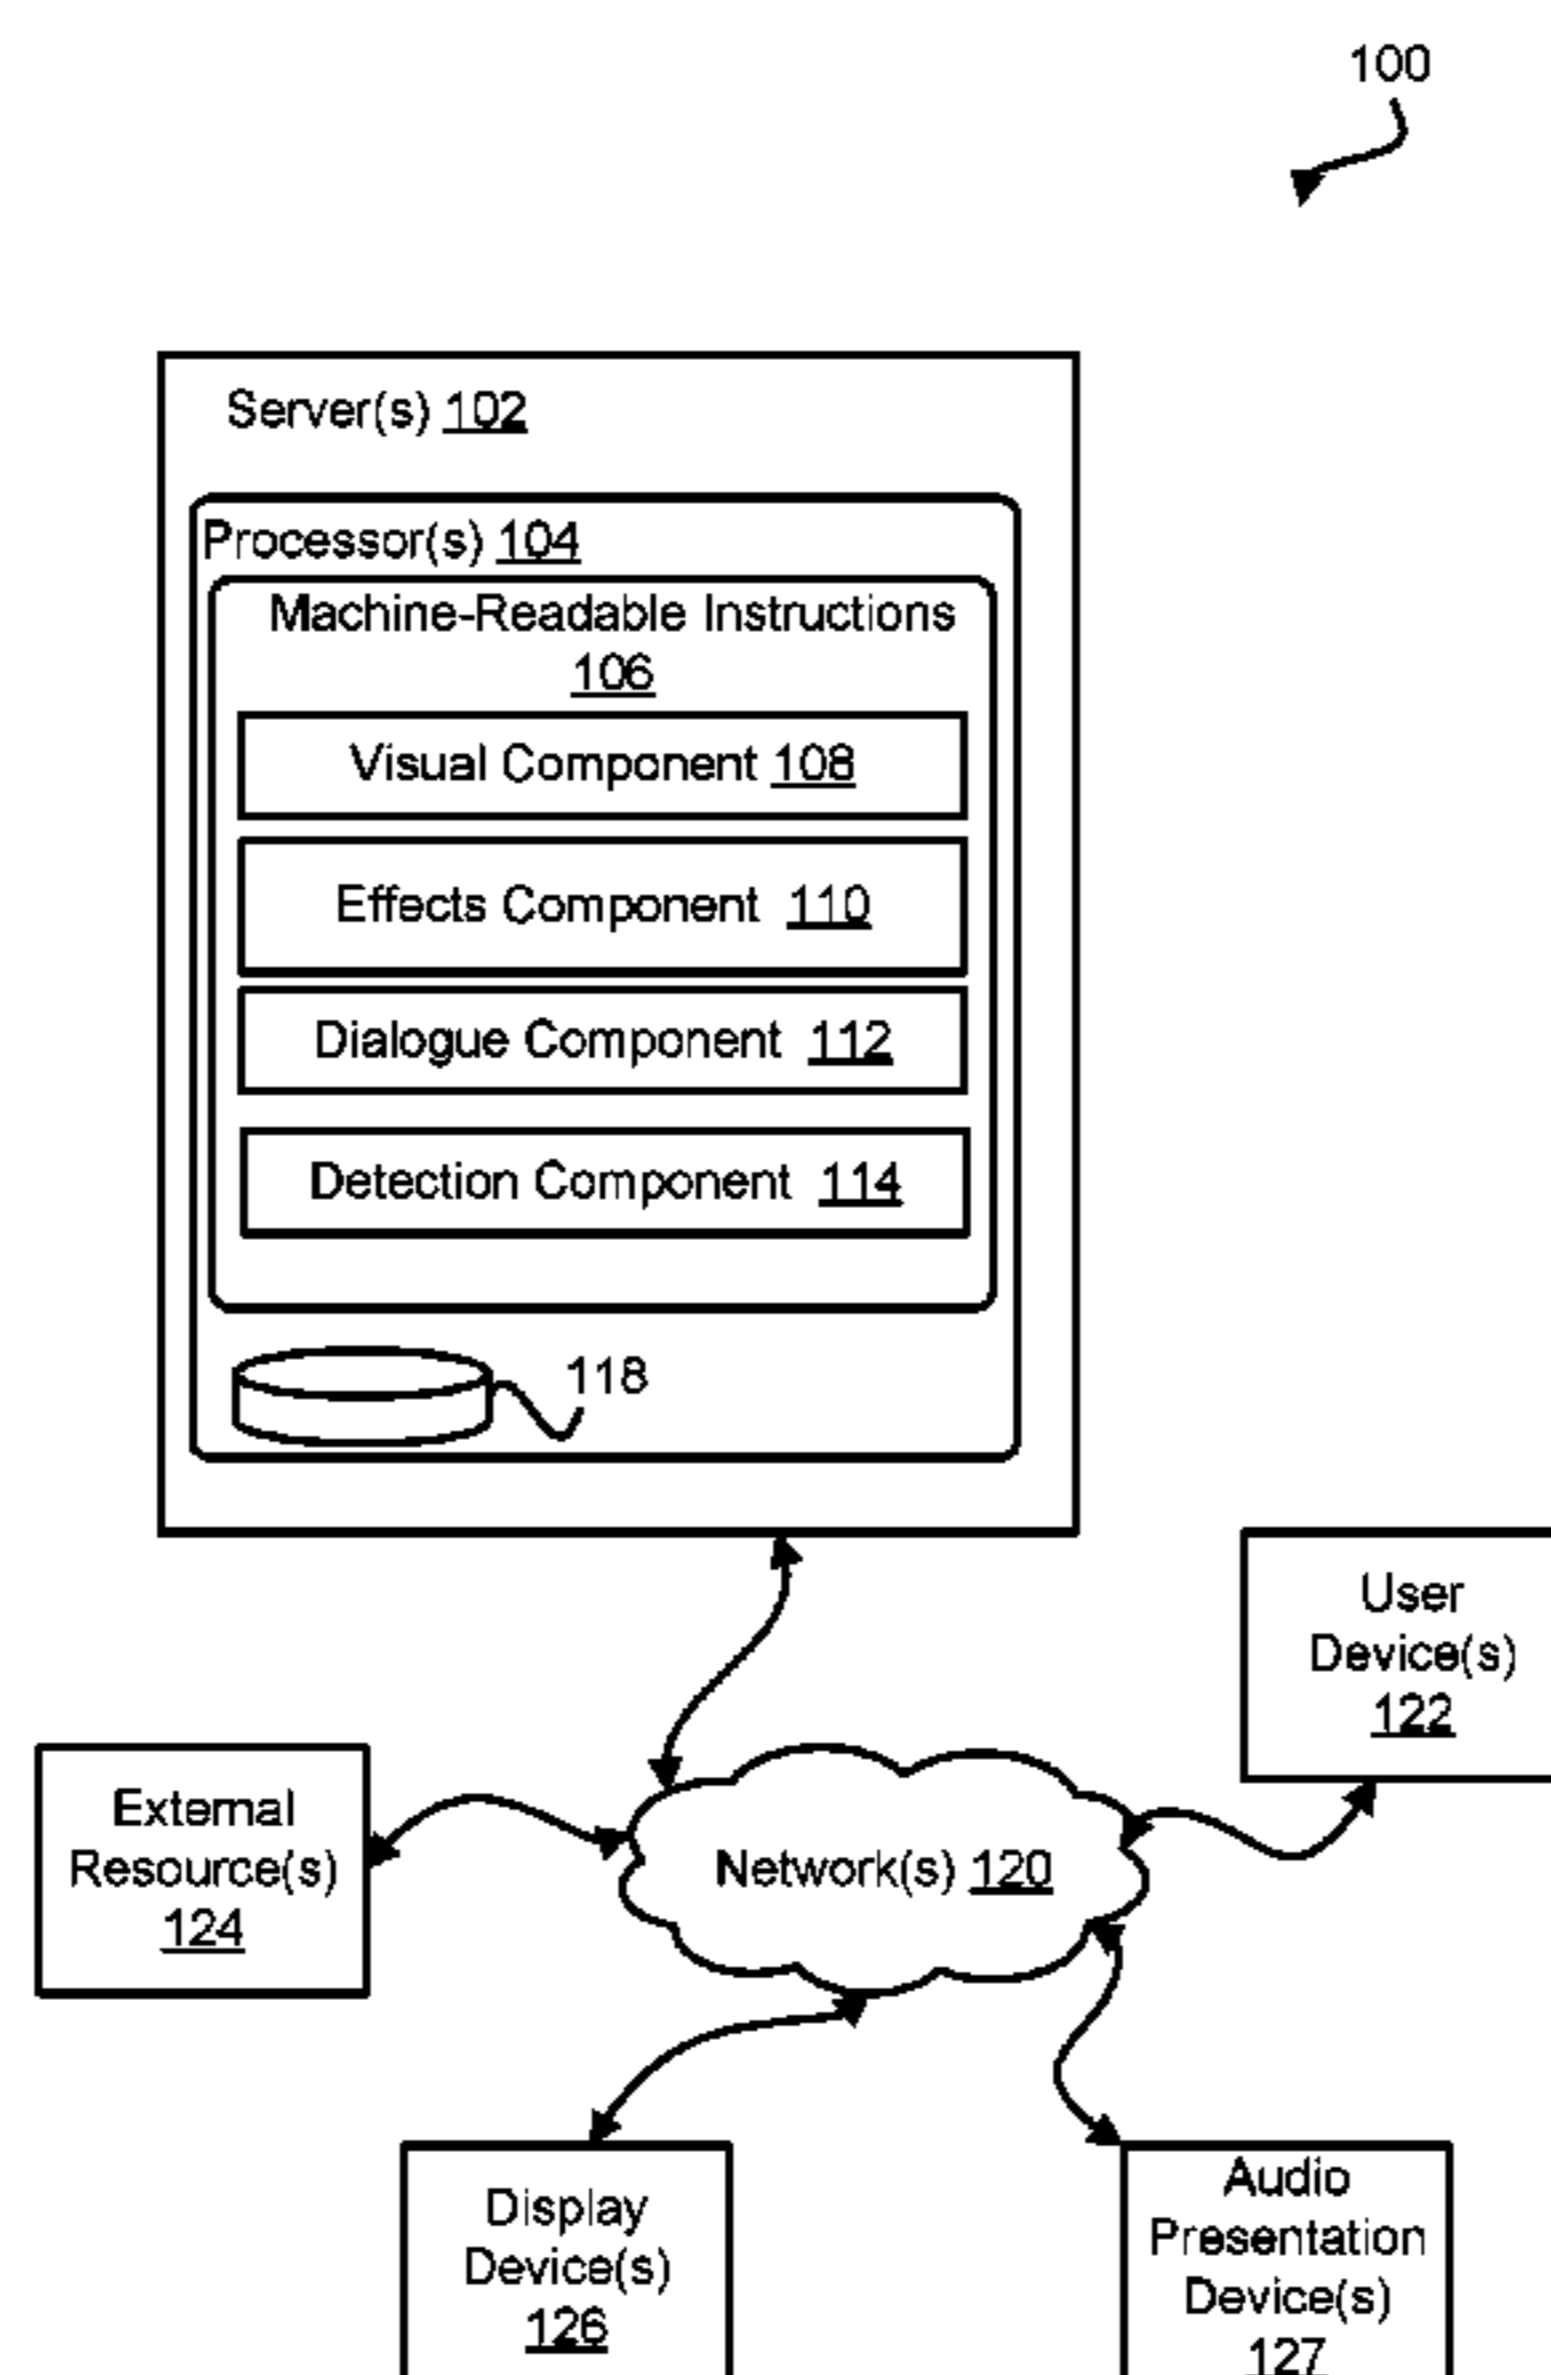 100
Server(s) 102
Processor(s) 104
Machine-Readable Instructions
106
Visual Component 108
Effects Component 110
Dialogue Component 112
Detection Component 114
118
User
Device(s)
122
External
Resource(s)
124
Network(s) 120
Display
Device(s)
126
Audio
Presentation
Device(s)
127